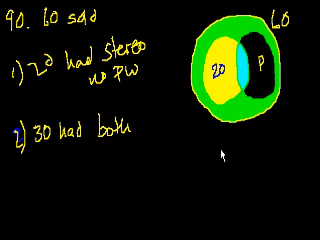 90. 60 sold
60
1) 20 had stereo
no PW
20
P
2) 30 had both